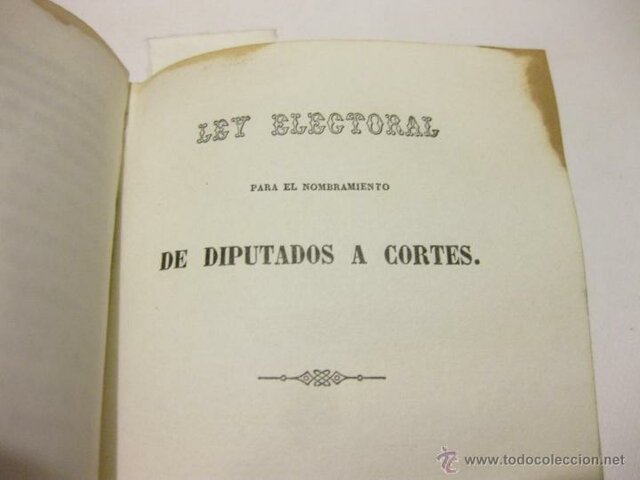 LEY ELECTORAL
PARA EL NOMBRAMIENTO
DE DIPUTADOS A CORTES.
www.todocoleccion.net